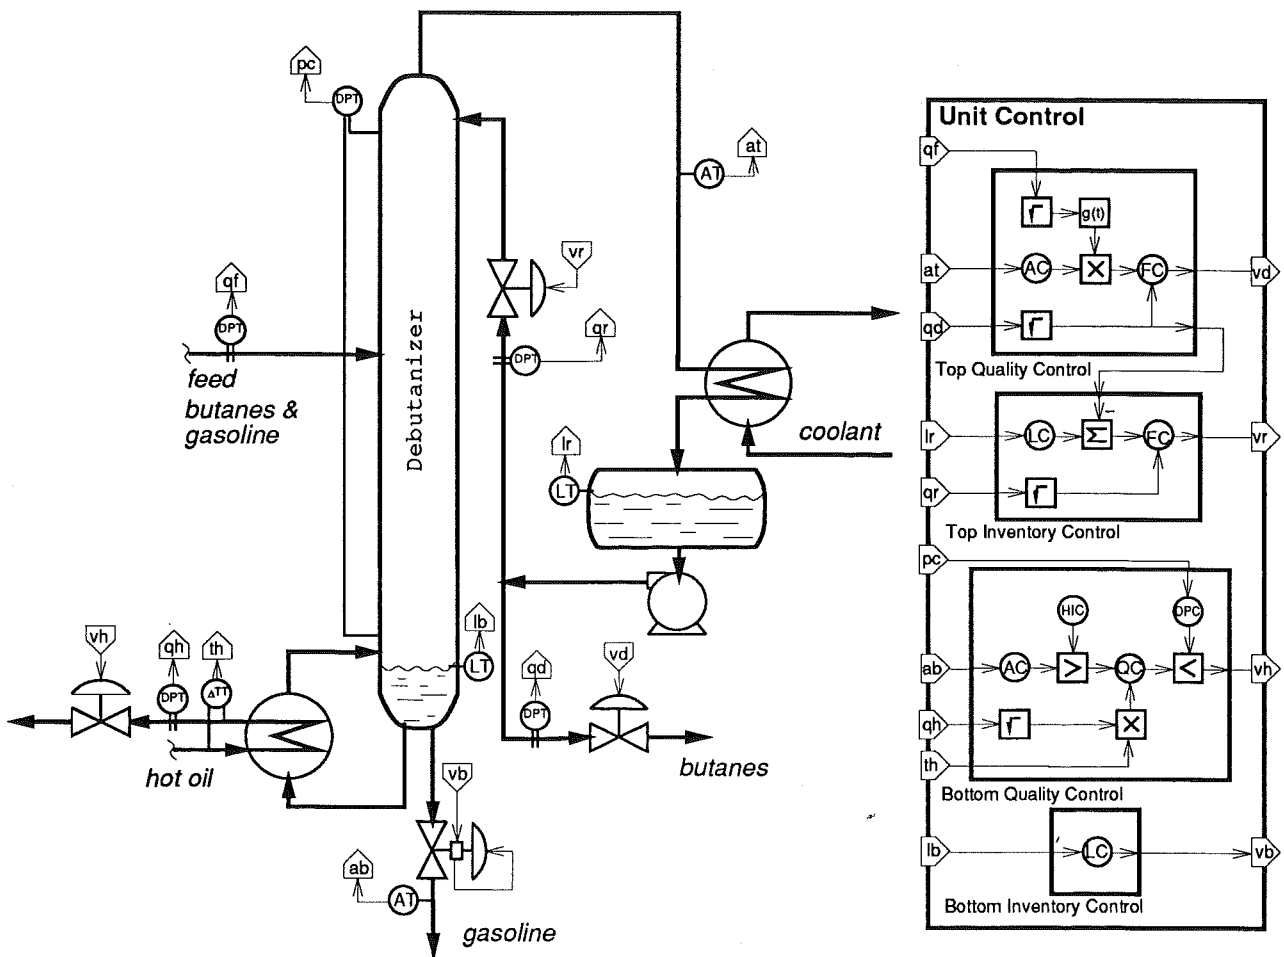 pc
DPT
at
AT
vr
qf
DPT
qr
DPT
feed
butanes &
gasoline
Debutanizer
coolant
lr
LT
lb
LT
vh
qh
th
DPT
ΔTT
hot oil
qd
vd
DPT
butanes
vb
ab
AT
gasoline
Unit Control
qf
√
g(t)
at
AC
×
FC
vd
qd
√
Top Quality Control
−
lr
LC
Σ
FC
vr
qr
√
Top Inventory Control
pc
HIC
DPC
ab
AC
>
QC
<
vh
qh
√
×
th
Bottom Quality Control
lb
LC
vb
Bottom Inventory Control